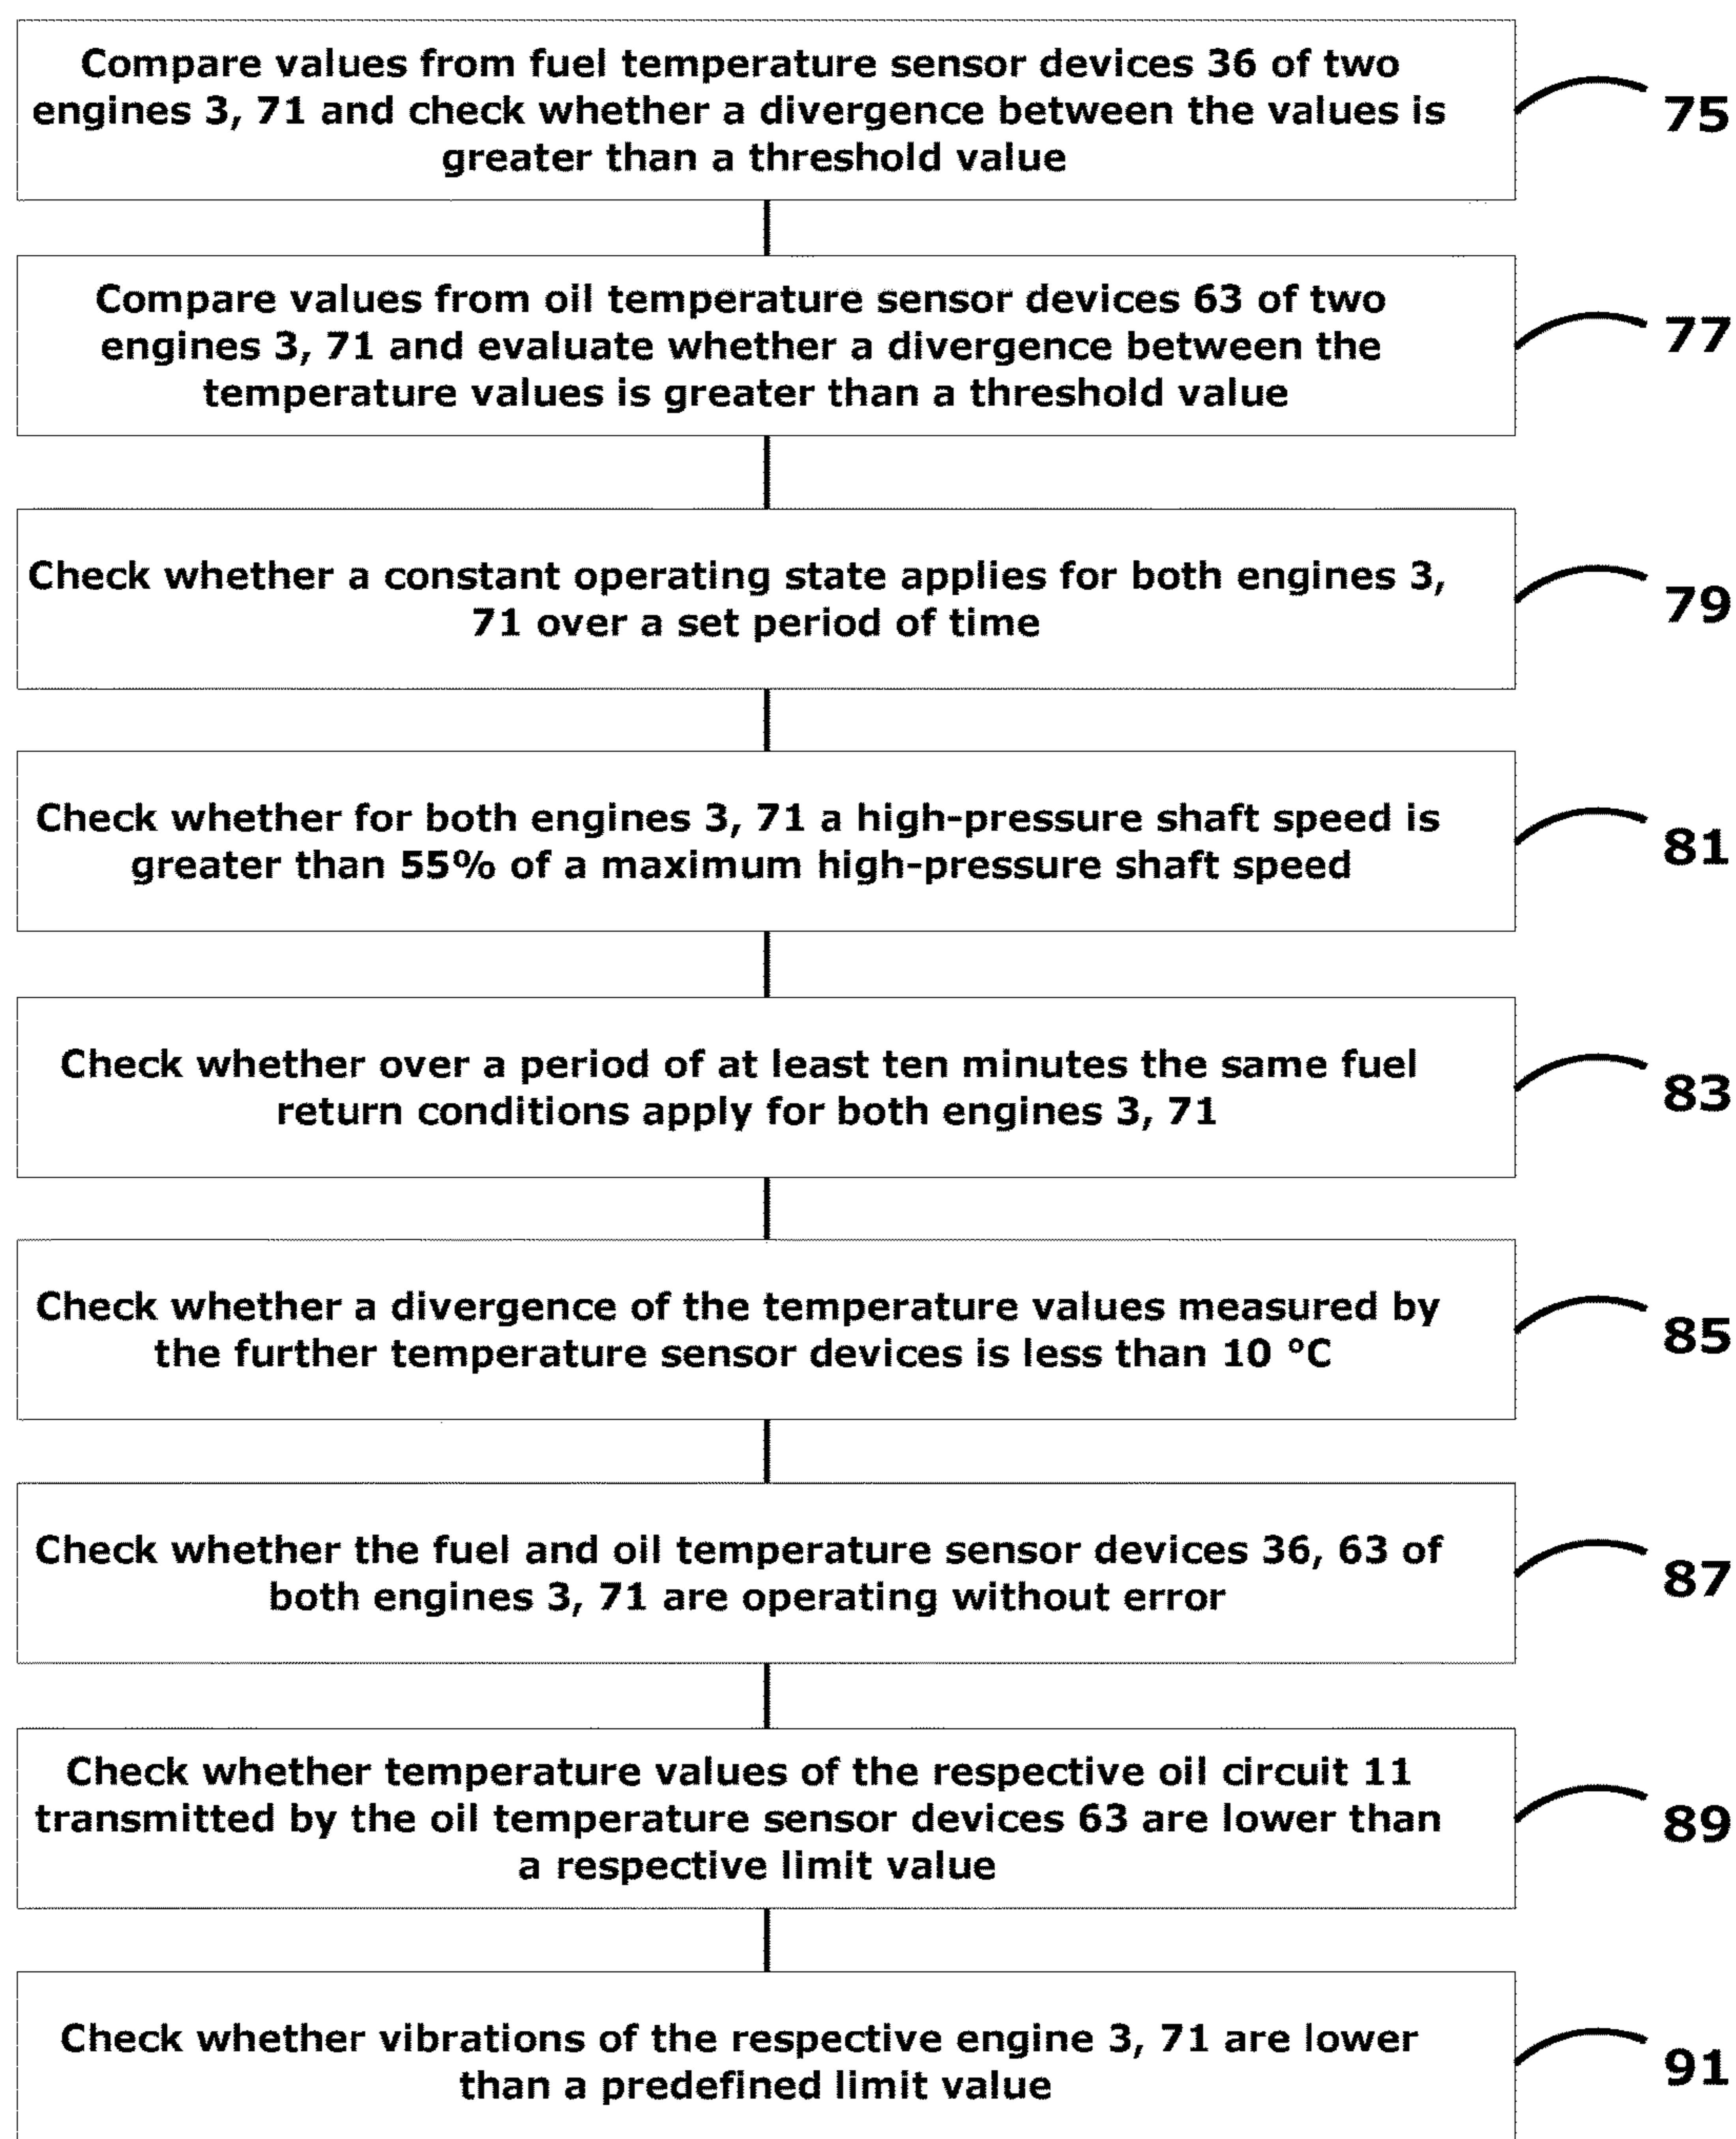 Compare values from fuel temperature sensor devices 36 of two
engines 3, 71 and check whether a divergence between the values is
greater than a threshold value
75
Compare values from oil temperature sensor devices 63 of two
engines 3, 71 and evaluate whether a divergence between the
temperature values is greater than a threshold value
77
Check whether a constant operating state applies for both engines 3,
71 over a set period of time
79
Check whether for both engines 3, 71 a high-pressure shaft speed is
greater than 55% of a maximum high-pressure shaft speed
81
Check whether over a period of at least ten minutes the same fuel
return conditions apply for both engines 3, 71
83
Check whether a divergence of the temperature values measured by
the further temperature sensor devices is less than 10 °C
85
Check whether the fuel and oil temperature sensor devices 36, 63 of
both engines 3, 71 are operating without error
87
Check whether temperature values of the respective oil circuit 11
transmitted by the oil temperature sensor devices 63 are lower than
a respective limit value
89
Check whether vibrations of the respective engine 3, 71 are lower
than a predefined limit value
91